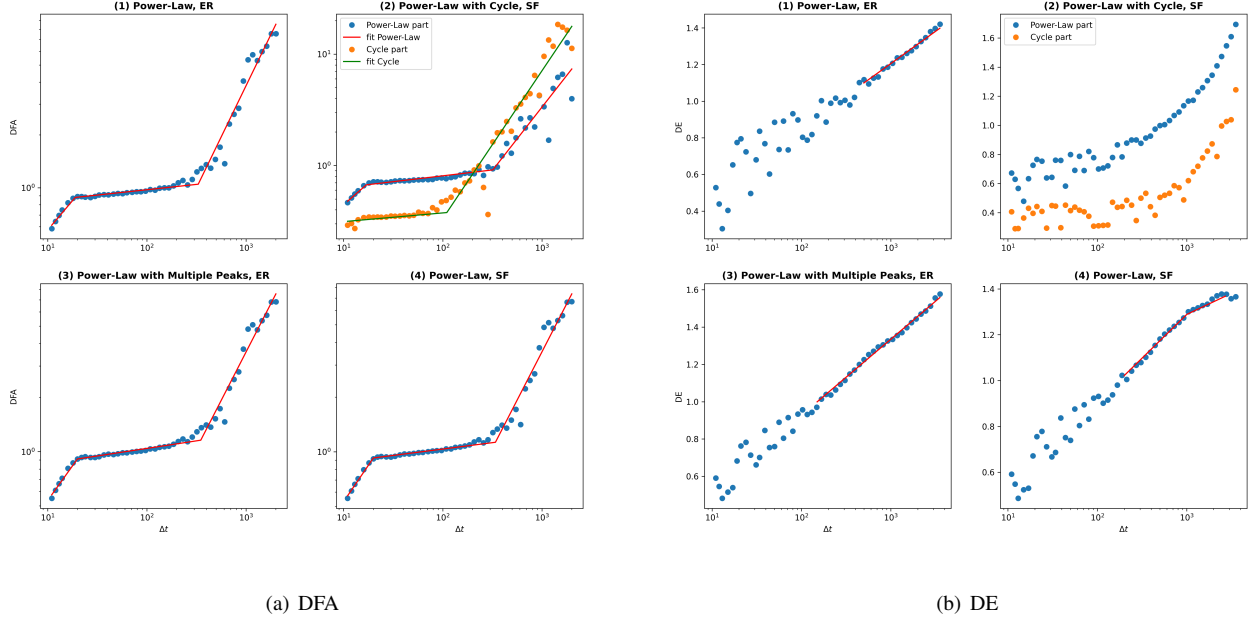 (1) Power-Law, ER
DFA
10⁰
10¹ 10² 10³
(2) Power-Law with Cycle, SF
Power-Law part
fit Power-Law
Cycle part
fit Cycle
10¹
10⁰
10¹ 10² 10³
(3) Power-Law with Multiple Peaks, ER
DFA
10⁰
10¹ 10² 10³
Δt
(4) Power-Law, SF
10⁰
10¹ 10² 10³
Δt
(a) DFA
(1) Power-Law, ER
DE
1.4
1.2
1.0
0.8
0.6
0.4
10¹ 10² 10³
(2) Power-Law with Cycle, SF
Power-Law part
Cycle part
1.6
1.4
1.2
1.0
0.8
0.6
0.4
10¹ 10² 10³
(3) Power-Law with Multiple Peaks, ER
DE
1.6
1.4
1.2
1.0
0.8
0.6
10¹ 10² 10³
Δt
(4) Power-Law, SF
1.4
1.2
1.0
0.8
0.6
10¹ 10² 10³
Δt
(b) DE